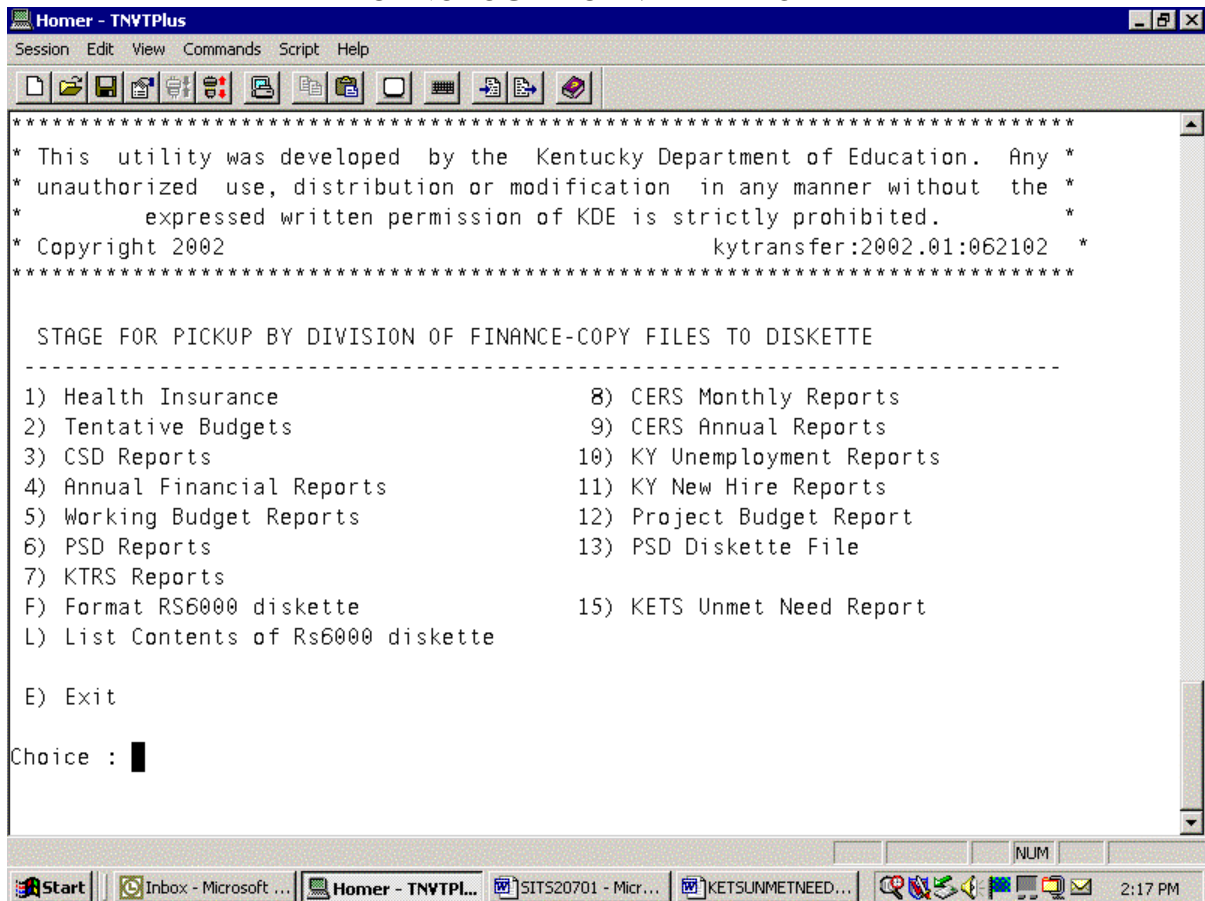 Homer - TNVTPlus
Session Edit View Commands Script Help
*******************************************************************************
* This utility was developed by the Kentucky Department of Education. Any *
* unauthorized use, distribution or modification in any manner without the *
* expressed written permission of KDE is strictly prohibited. *
* Copyright 2002 kytransfer:2002.01:062102 *
*******************************************************************************
STAGE FOR PICKUP BY DIVISION OF FINANCE-COPY FILES TO DISKETTE
-----------------------------------------------------------------------------
1) Health Insurance 8) CERS Monthly Reports
2) Tentative Budgets 9) CERS Annual Reports
3) CSD Reports 10) KY Unemployment Reports
4) Annual Financial Reports 11) KY New Hire Reports
5) Working Budget Reports 12) Project Budget Report
6) PSD Reports 13) PSD Diskette File
7) KTRS Reports
F) Format RS6000 diskette 15) KETS Unmet Need Report
L) List Contents of Rs6000 diskette
E) Exit
Choice :
NUM
Start Inbox - Microsoft ... Homer - TNVTPl... SITS20701 - Micr... KETSUNMETNEED... 2:17 PM